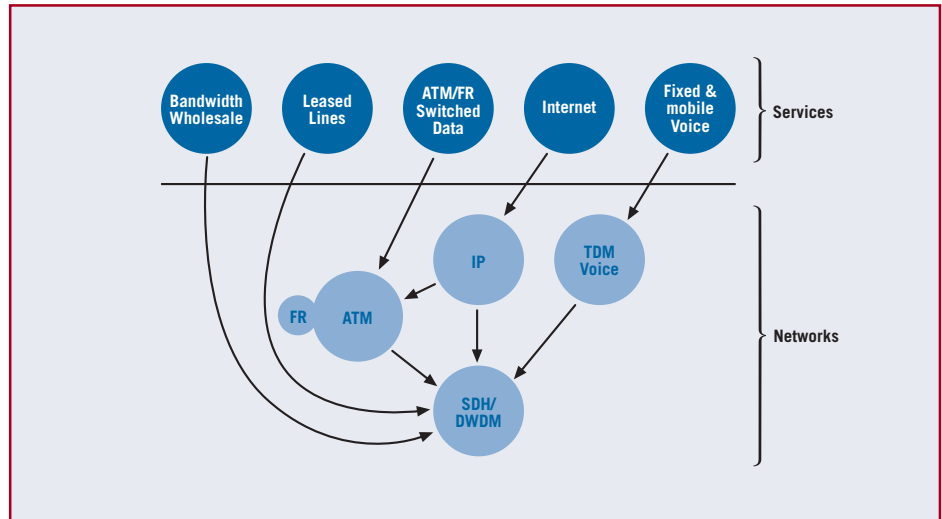 Bandwidth
Wholesale
Leased
Lines
ATM/FR
Switched
Data
Internet
Fixed &
mobile
Voice
Services
IP
TDM
Voice
FR
ATM
Networks
SDH/
DWDM